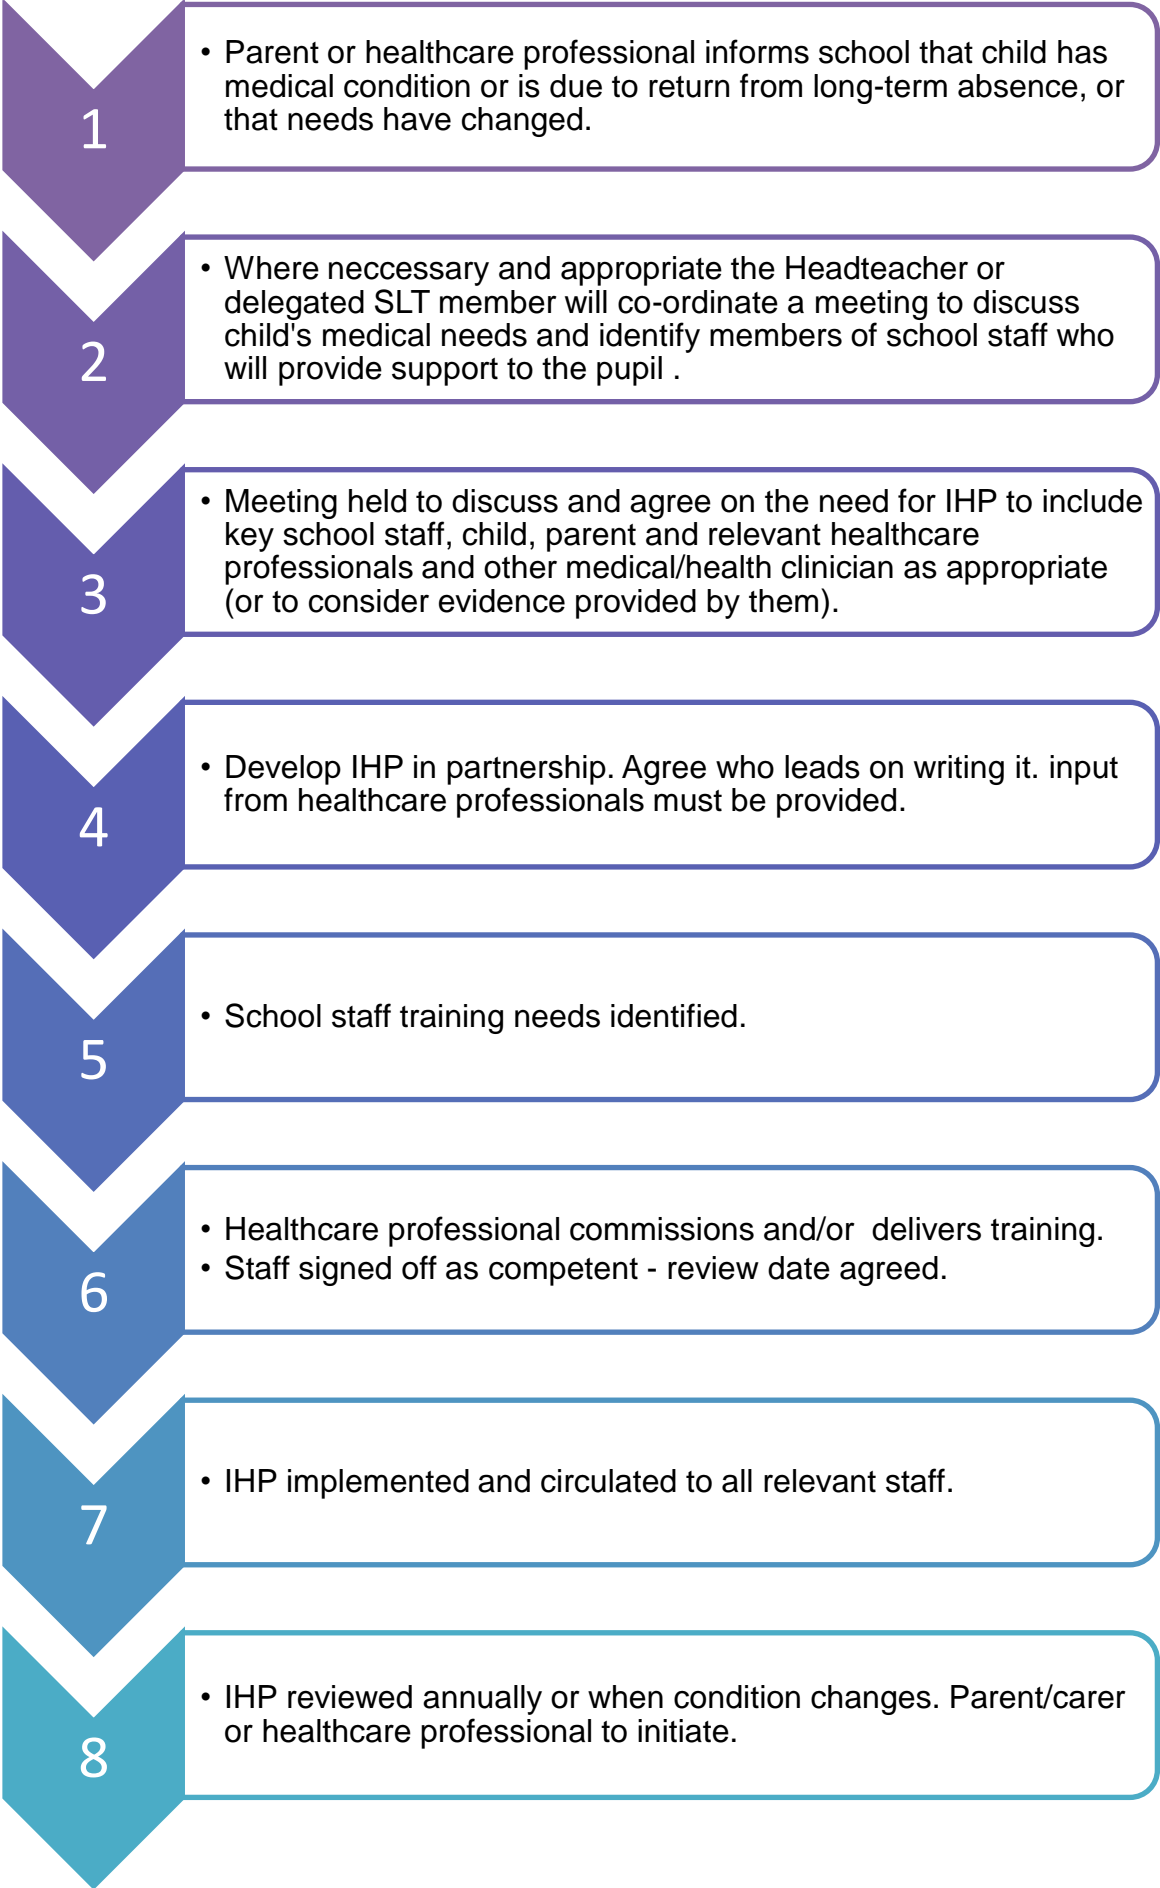 1
• Parent or healthcare professional informs school that child has
medical condition or is due to return from long-term absence, or
that needs have changed.
2
• Where neccessary and appropriate the Headteacher or
delegated SLT member will co-ordinate a meeting to discuss
child's medical needs and identify members of school staff who
will provide support to the pupil .
3
• Meeting held to discuss and agree on the need for IHP to include
key school staff, child, parent and relevant healthcare
professionals and other medical/health clinician as appropriate
(or to consider evidence provided by them).
4
• Develop IHP in partnership. Agree who leads on writing it. input
from healthcare professionals must be provided.
5
• School staff training needs identified.
6
• Healthcare professional commissions and/or  delivers training.
• Staff signed off as competent - review date agreed.
7
• IHP implemented and circulated to all relevant staff.
8
• IHP reviewed annually or when condition changes. Parent/carer
or healthcare professional to initiate.